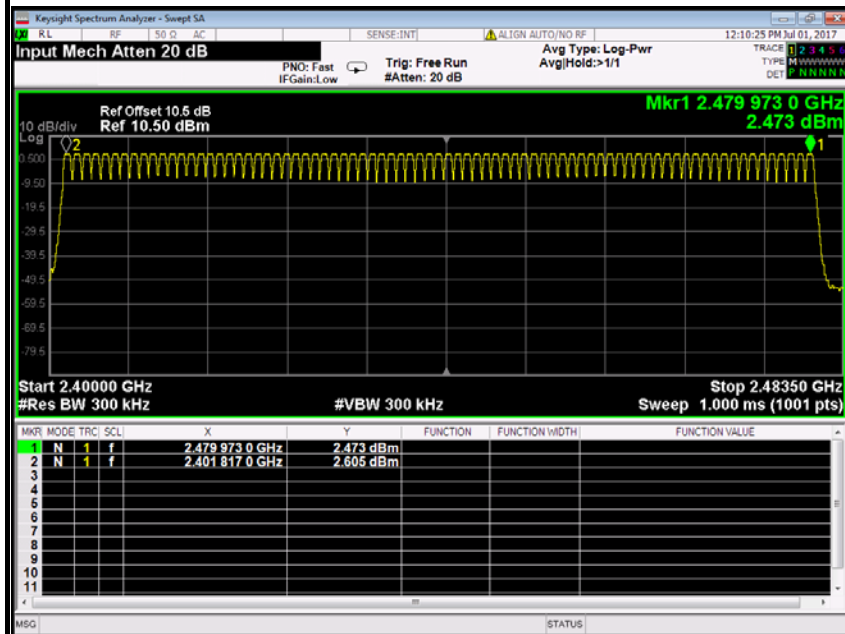 Keysight Spectrum Analyzer - Swept SA
RL RF 50 Ω AC SENSE:INT ALIGN AUTO/NO RF 12:10:25 PM Jul 01, 2017
Input Mech Atten 20 dB
PNO: Fast
IFGain:Low
Trig: Free Run
#Atten: 20 dB
Avg Type: Log-Pwr
Avg|Hold:>1/1
TRACE 1 2 3 4 5 6
TYPE M WWWWW
DET P N N N N N
Ref Offset 10.5 dB
Mkr1 2.479 973 0 GHz
10 dB/div Ref 10.50 dBm 2.473 dBm
Log
2
1
0.500
-9.50
-19.5
-29.5
-39.5
-49.5
-59.5
-69.5
-79.5
Start 2.40000 GHz Stop 2.48350 GHz
#Res BW 300 kHz #VBW 300 kHz Sweep 1.000 ms (1001 pts)
MKR MODE TRC SCL X Y FUNCTION FUNCTION WIDTH FUNCTION VALUE
1 N 1 f 2.479 973 0 GHz 2.473 dBm
2 N 1 f 2.401 817 0 GHz 2.605 dBm
3
4
5
6
7
8
9
10
11
MSG STATUS